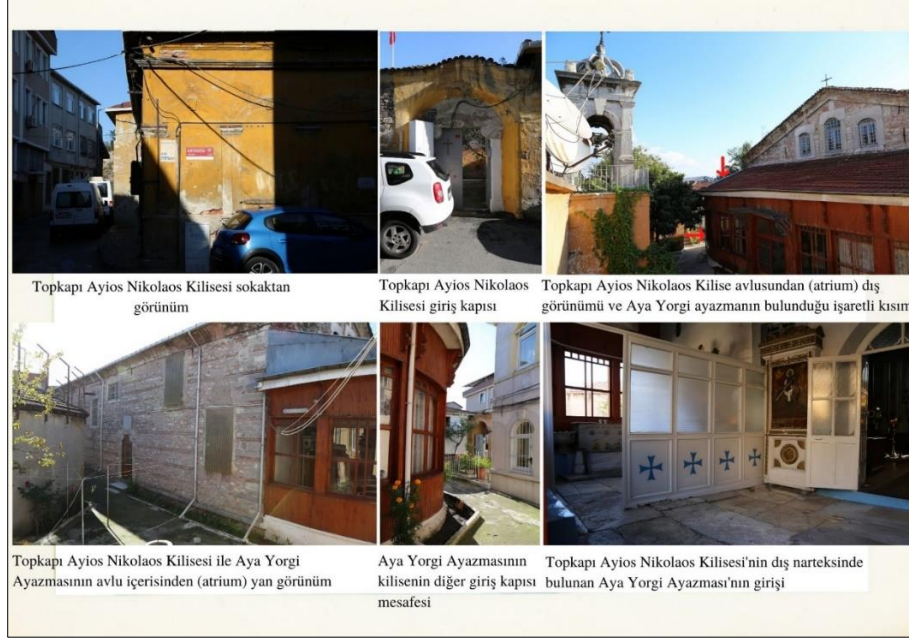 Topkapı Ayios Nikolaos Kilisesi sokaktan
görünüm
Topkapı Ayios Nikolaos
Kilisesi giriş kapısı
Topkapı Ayios Nikolaos Kilise avlusundan (atrium) dış
görünümü ve Aya Yorgi ayazmanın bulunduğu işaretli kısım
Topkapı Ayios Nikolaos Kilisesi ile Aya Yorgi
Ayazmasının avlu içerisinden (atrium) yan görünüm
Aya Yorgi Ayazmasının
kilisenin diğer giriş kapısı
mesafesi
Topkapı Ayios Nikolaos Kilisesi'nin dış narteksinde
bulunan Aya Yorgi Ayazması'nın girişi